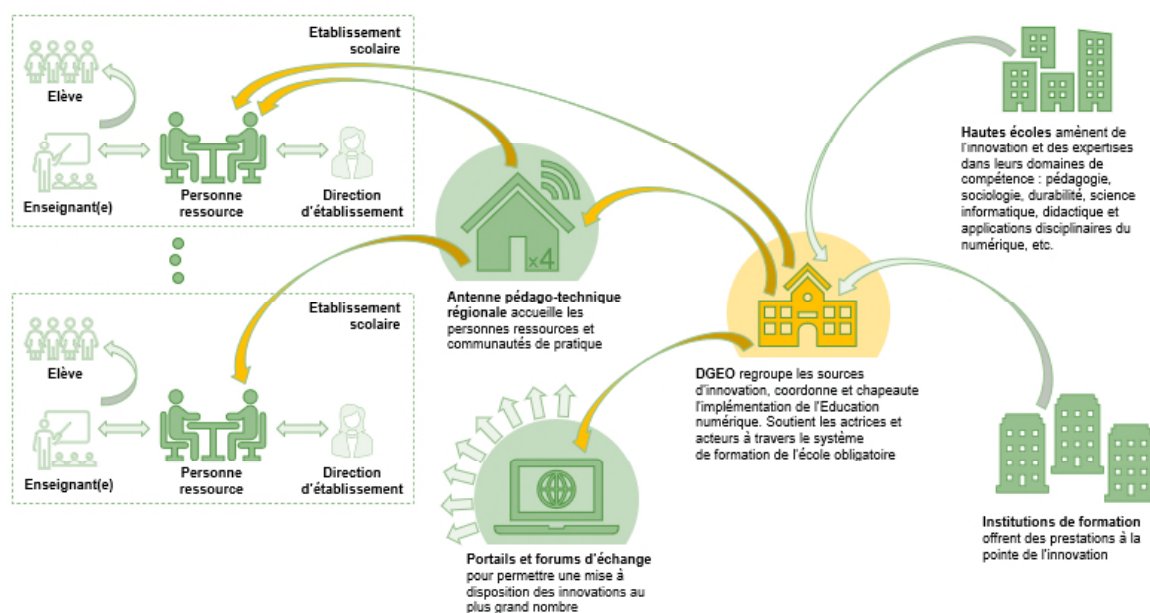 Etablissement
scolaire
Elève
Enseignant(e)
Personne
ressource
Direction
d'établissement
Etablissement
scolaire
Elève
Enseignant(e)
Personne
ressource
Direction
d'établissement
x4
Antenne pédago-technique
régionale accueille les
personnes ressources et
communautés de pratique
Portails et forums d'échange
pour permettre une mise à
disposition des innovations au
plus grand nombre
DGEO regroupe les sources
d'innovation, coordonne et chapeaute
l'implémentation de l'Education
numérique. Soutient les actrices et
acteurs à travers le système
de formation de l'école obligatoire
Hautes écoles amènent de
l'innovation et des expertises
dans leurs domaines de
compétence : pédagogie,
sociologie, durabilité, science
informatique, didactique et
applications disciplinaires du
numérique, etc.
Institutions de formation
offrent des prestations à la
pointe de l'innovation